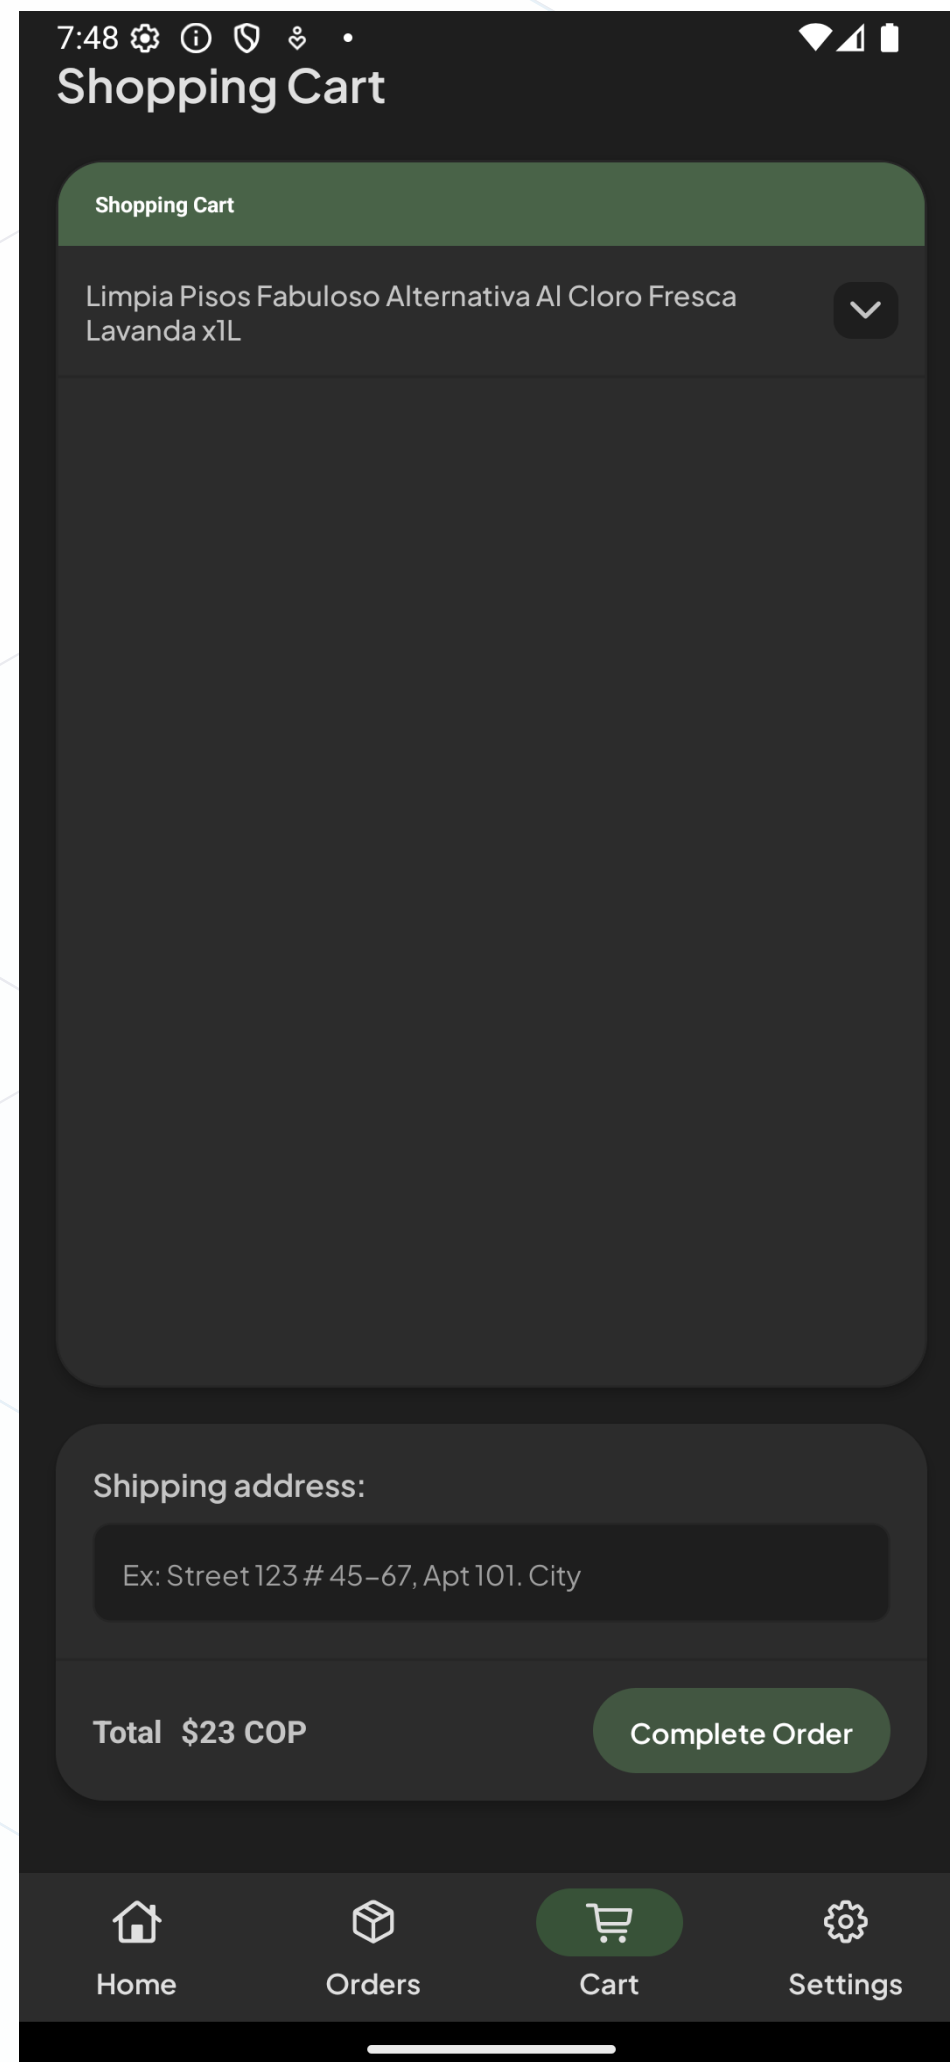 7:48
Shopping Cart
Shopping Cart
Limpia Pisos Fabuloso Alternativa Al Cloro Fresca
Lavanda x1L
Shipping address:
Ex: Street 123 # 45-67, Apt 101. City
Total $23 COP
Complete Order
Home Orders Cart Settings